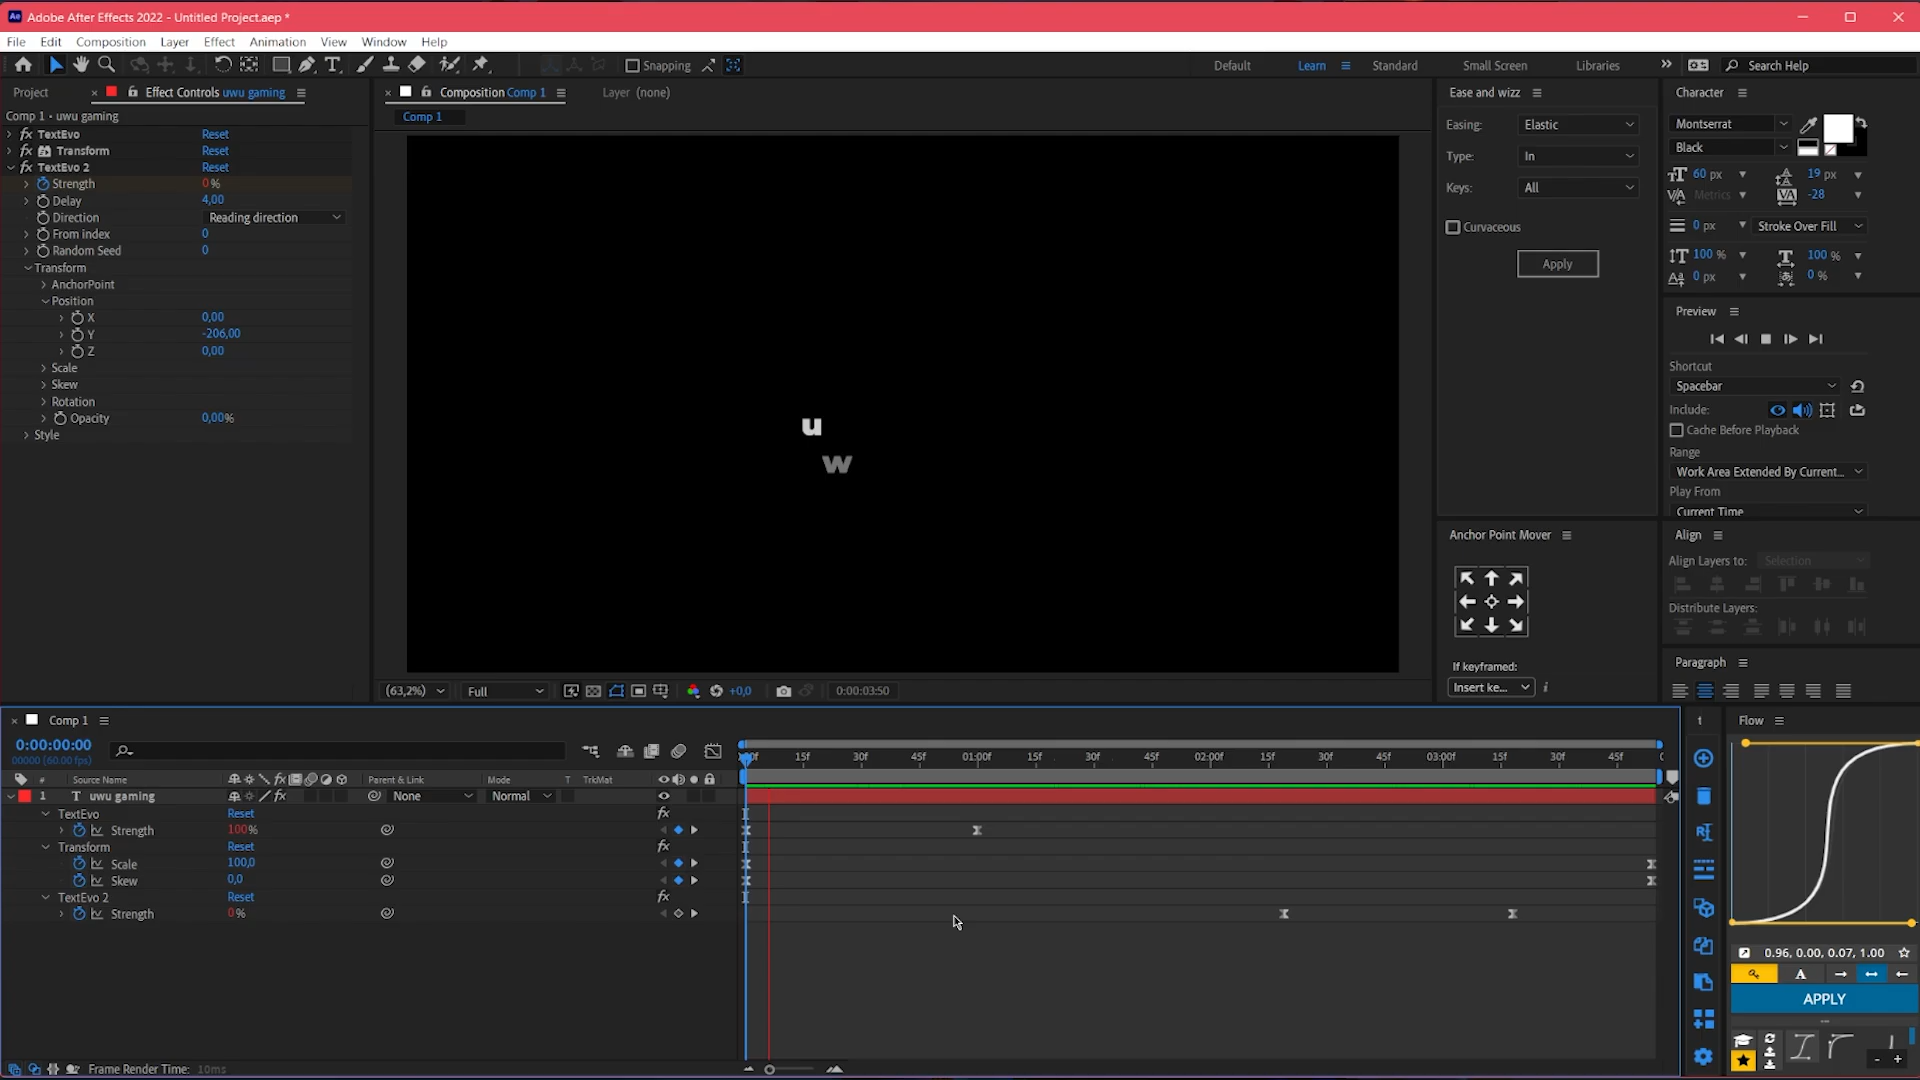 Adobe After Effects 2022 - Untitled Project.aep *
File Edit Composition Layer Effect Animation View Window Help
Snapping
Default Learn Standard Small Screen Libraries Search Help
Project
Effect Controls uwu gaming
Comp 1 • uwu gaming
fx TextEvo Reset
fx Transform Reset
fx TextEvo 2 Reset
Strength 0%
Delay 4,00
Direction Reading direction
From index 0
Random Seed 0
Transform
AnchorPoint
Position
X 0,00
Y -206,00
Z 0,00
Scale
Skew
Rotation
Opacity 0,00%
Style
Composition Comp 1
Layer (none)
Comp 1
u
w
(63,2%) Full +0,0 0:00:03:50
Ease and wizz
Easing: Elastic
Type: In
Keys: All
Curvaceous
Apply
Anchor Point Mover
If keyframed:
Insert ke...
Character
Montserrat
Black
60 px 19 px
Metrics -28
0 px Stroke Over Fill
100 % 100 %
0 px 0 %
Preview
Shortcut
Spacebar
Include:
Cache Before Playback
Range
Work Area Extended By Current...
Play From
Current Time
Align
Align Layers to: Selection
Distribute Layers:
Paragraph
Comp 1
0:00:00:00
00000 (60.00 fps)
# Source Name Parent & Link Mode T TrkMat
15f 30f 45f 01:00f 15f 30f 45f 02:00f 15f 30f 45f 03:00f 15f 30f 45f
1 T uwu gaming None Normal
TextEvo Reset
Strength 100%
Transform Reset
Scale 100,0
Skew 0,0
TextEvo 2 Reset
Strength 0%
Frame Render Time: 10ms
t
Flow
0.96, 0.00, 0.07, 1.00
A
APPLY